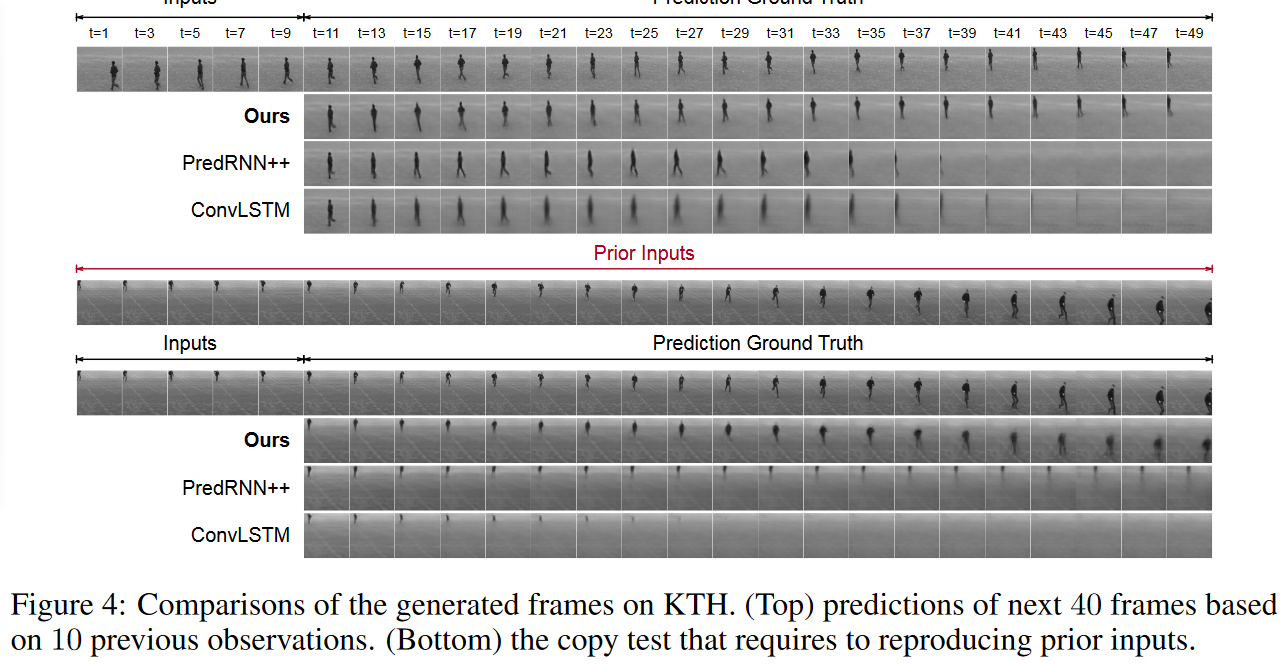 Inputs Prediction Ground Truth
t=1 t=3 t=5 t=7 t=9 t=11 t=13 t=15 t=17 t=19 t=21 t=23 t=25 t=27 t=29 t=31 t=33 t=35 t=37 t=39 t=41 t=43 t=45 t=47 t=49
Ours
PredRNN++
ConvLSTM
Prior Inputs
Inputs Prediction Ground Truth
Ours
PredRNN++
ConvLSTM
Figure 4: Comparisons of the generated frames on KTH. (Top) predictions of next 40 frames based
on 10 previous observations. (Bottom) the copy test that requires to reproducing prior inputs.